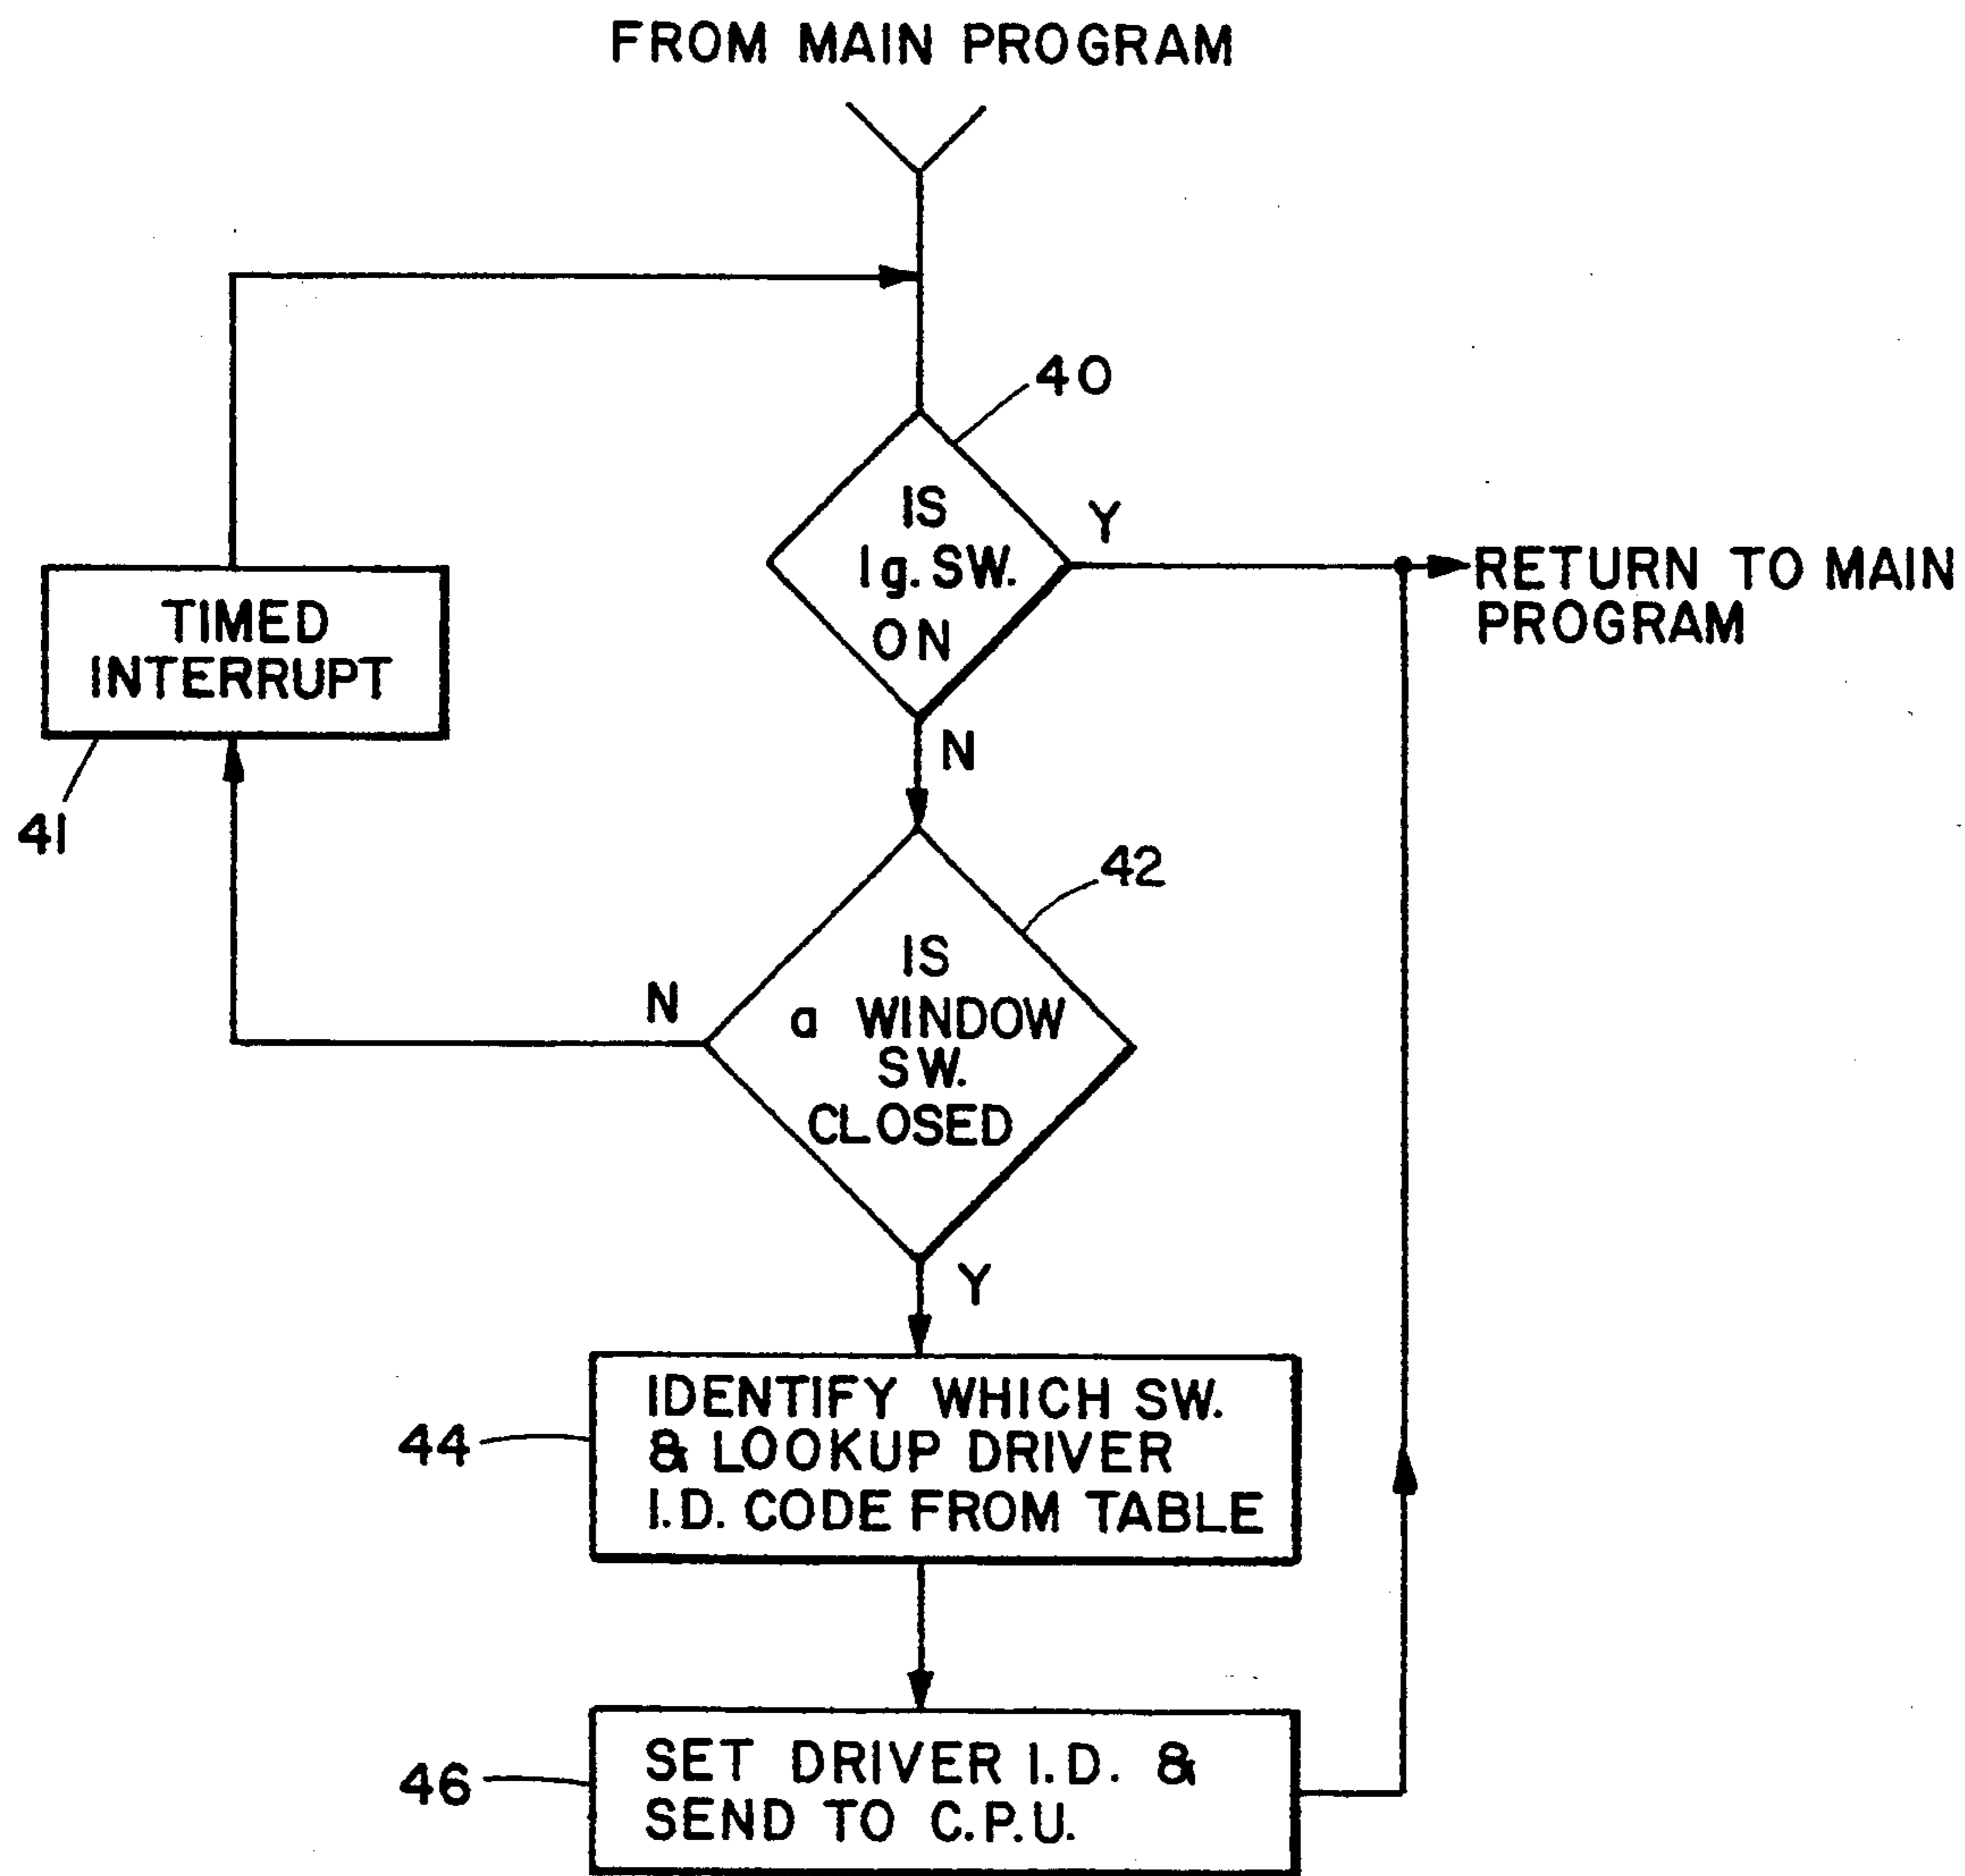 FROM MAIN PROGRAM
40
IS
Ig. SW.
ON
Y
RETURN TO MAIN
PROGRAM
TIMED
INTERRUPT
41
N
42
IS
a WINDOW
SW.
CLOSED
N
Y
44
IDENTIFY WHICH SW.
& LOOKUP DRIVER
I.D. CODE FROM TABLE
46
SET DRIVER I.D. &
SEND TO C.P.U.